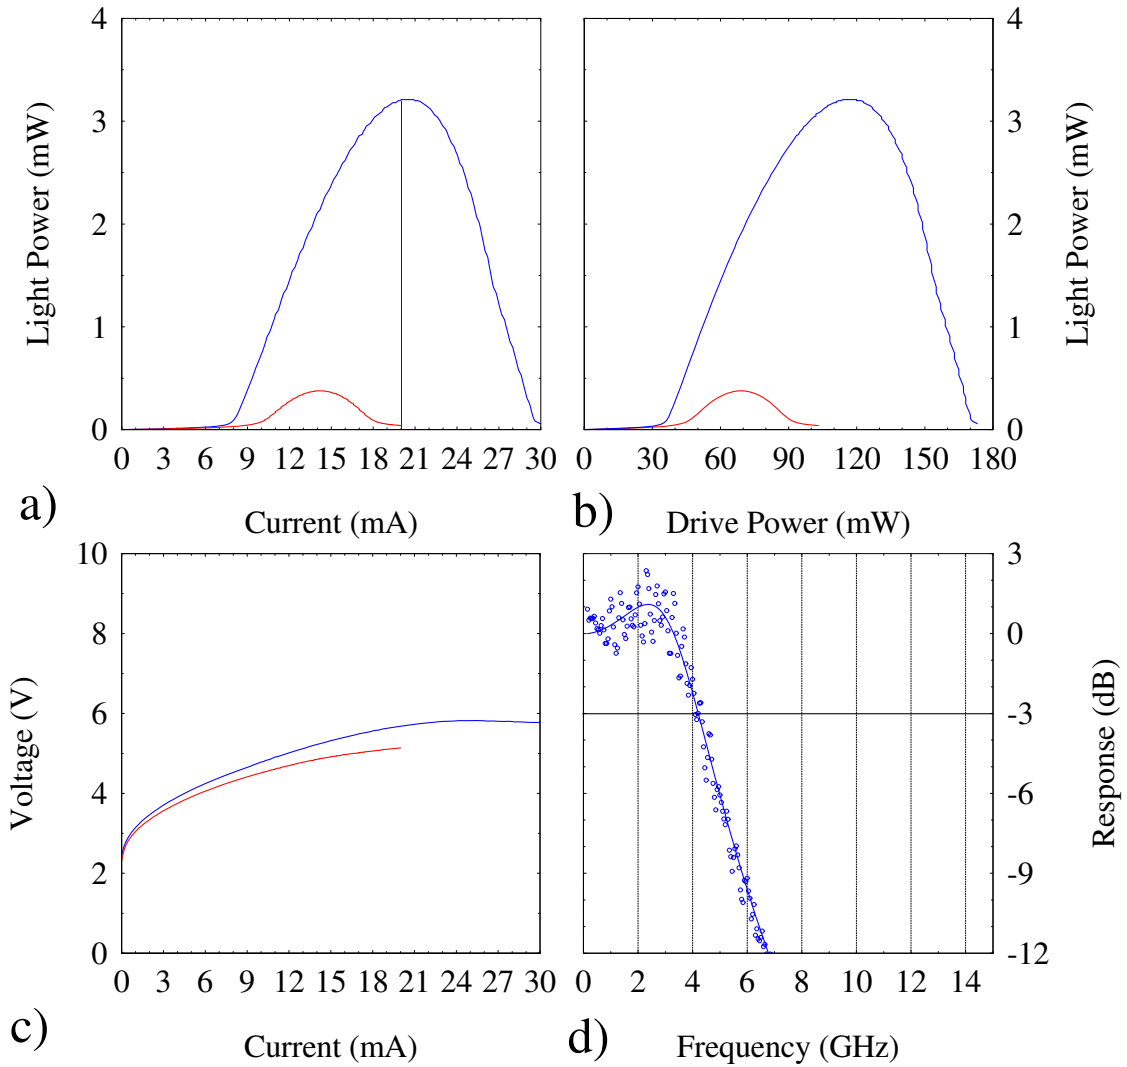 4
3
2
1
0
Light Power (mW)
0 3 6 9 12 15 18 21 24 27 30
Current (mA)
a)
4
3
2
1
0
Light Power (mW)
0 30 60 90 120 150 180
Drive Power (mW)
b)
10
8
6
4
2
0
Voltage (V)
0 3 6 9 12 15 18 21 24 27 30
Current (mA)
c)
3
0
-3
-6
-9
-12
Response (dB)
0 2 4 6 8 10 12 14
Frequency (GHz)
d)